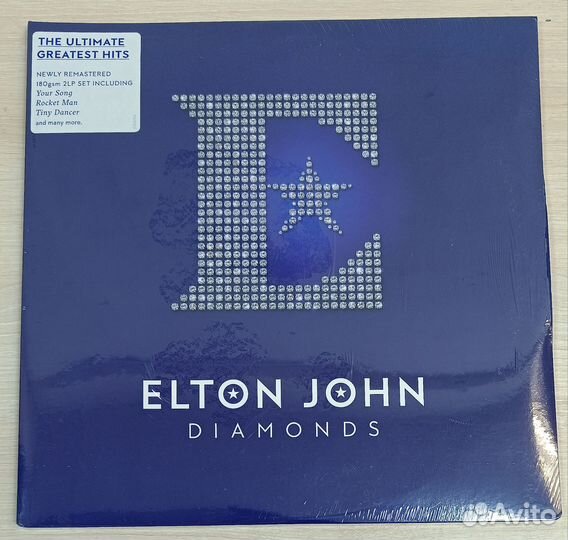 THE ULTIMATE
GREATEST HITS
NEWLY REMASTERED
180gsm 2LP SET INCLUDING
Your Song
Rocket Man
Tiny Dancer
and many more.
E
ELTON JOHN
DIAMONDS
Avito